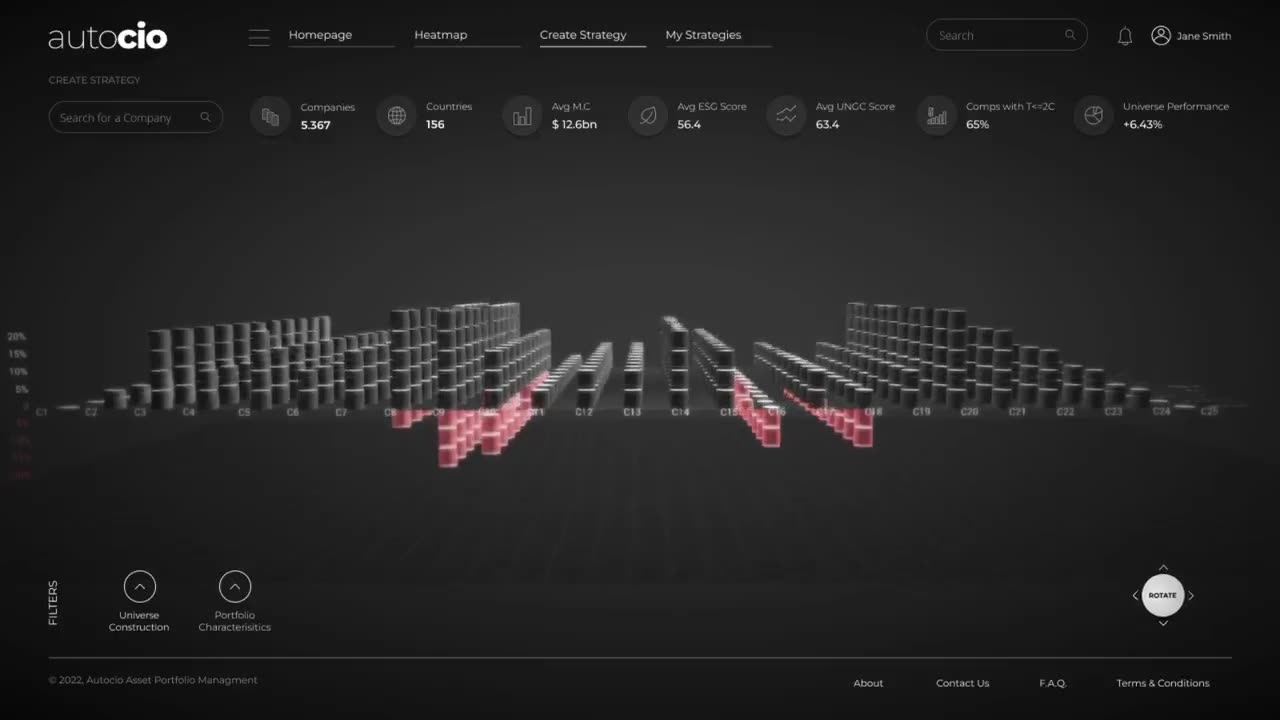 autocio
Homepage
Heatmap
Create Strategy
My Strategies
Search
Jane Smith
CREATE STRATEGY
Search for a Company
Companies
5.367
Countries
156
Avg M.C
$ 12.6bn
Avg ESG Score
56.4
Avg UNGC Score
63.4
Comps with T<=2C
65%
Universe Performance
+6.43%
20%
15%
10%
5%
C1 C2 C3 C4 C5 C6 C7 C8 C9 C10 C11 C12 C13 C14 C15 C16 C17 C18 C19 C20 C21 C22 C23 C24 C25
FILTERS
Universe
Construction
Portfolio
Characterisitics
ROTATE
© 2022, Autocio Asset Portfolio Managment
About
Contact Us
F.A.Q.
Terms & Conditions